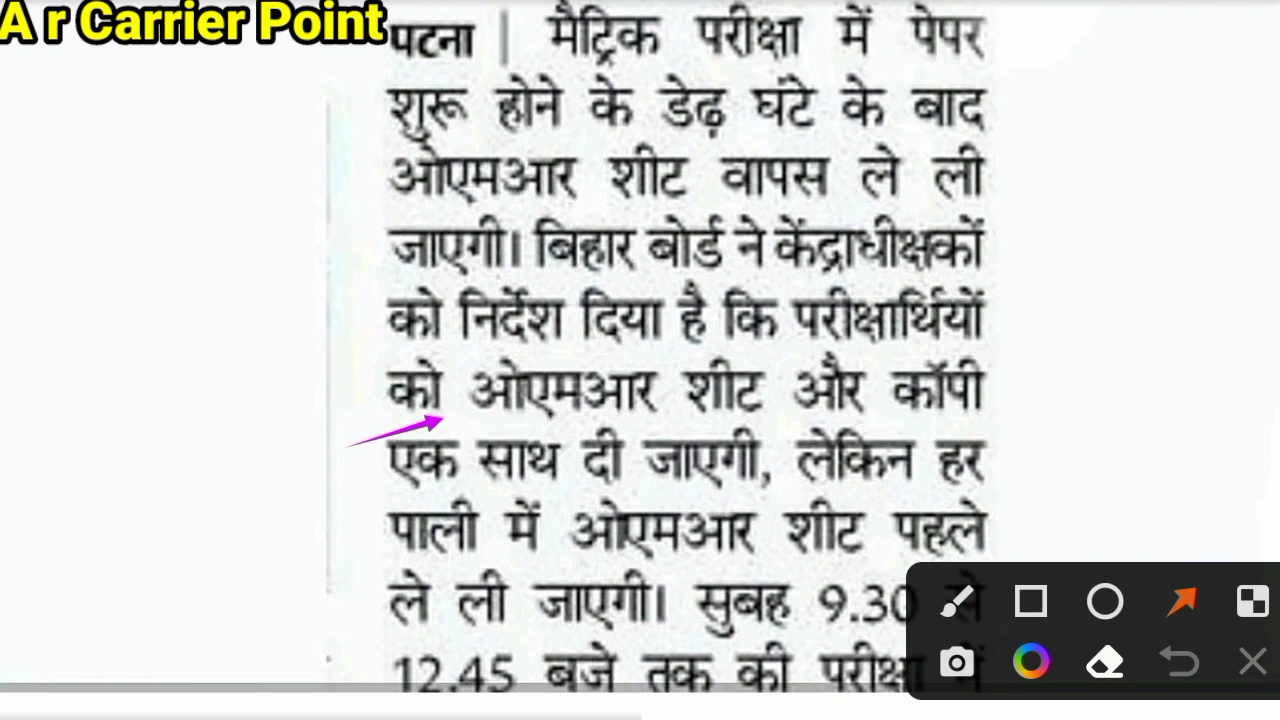 A r Carrier Point
पटना | मैट्रिक परीक्षा में पेपर
शुरू होने के डेढ़ घंटे के बाद
ओएमआर शीट वापस ले ली
जाएगी। बिहार बोर्ड ने केंद्राधीक्षकों
को निर्देश दिया है कि परीक्षार्थियों
को ओएमआर शीट और कॉपी
एक साथ दी जाएगी, लेकिन हर
पाली में ओएमआर शीट पहले
ले ली जाएगी। सुबह 9.30 से
12.45 बजे तक की परीक्षा में